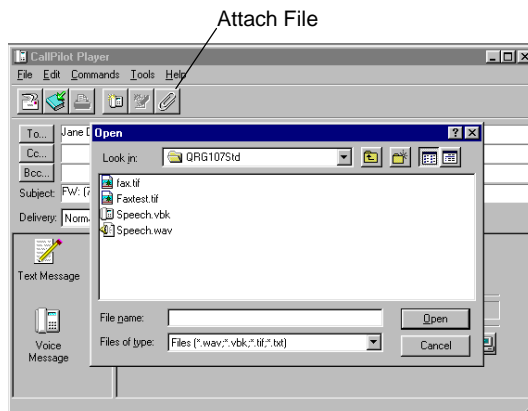 Attach File
CallPilot Player
File Edit Commands Tools Help
To... Jane
Cc...
Bcc...
Subject: FW:
Delivery:
Open
Look in: QRG107Std
fax.tif
Faxtest.tif
Speech.vbk
Speech.wav
File name:
Open
Files of type: Files (*.wav;*.vbk;*.tif;*.txt)
Cancel
Text Message
Voice
Message